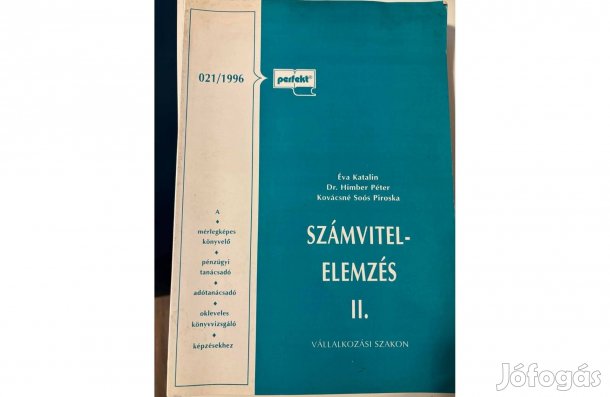 021/1996
perfekt®
Éva Katalin
Dr. Himber Péter
Kovácsné Soós Piroska
SZÁMVITEL-
ELEMZÉS
II.
VÁLLALKOZÁSI SZAKON
A
mérlegképes
könyvelő
pénzügyi
tanácsadó
adótanácsadó
okleveles
könyvvizsgáló
képzésekhez
Jófogás